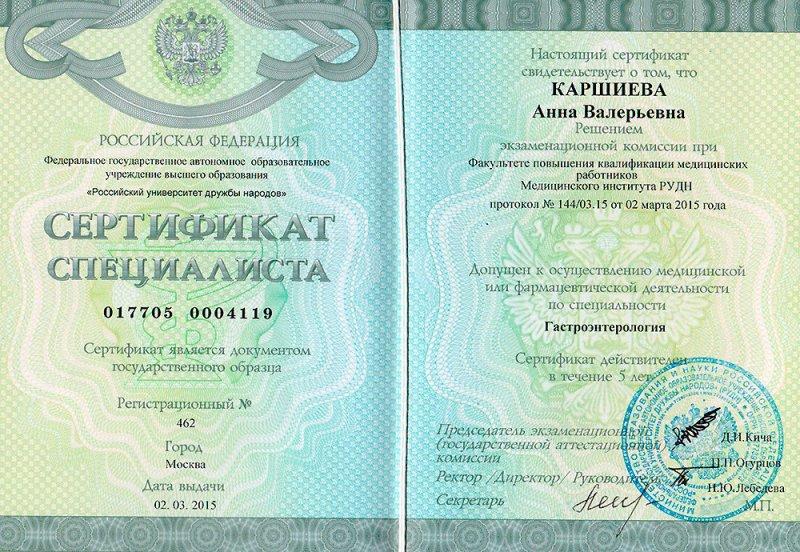 РОССИЙСКАЯ ФЕДЕРАЦИЯ
Федеральное государственное автономное образовательное
учреждение высшего образования
«Российский университет дружбы народов»
СЕРТИФИКАТ
СПЕЦИАЛИСТА
017705 0004119
Сертификат является документом
государственного образца
Регистрационный №
462
Город
Москва
Дата выдачи
02. 03. 2015
Настоящий сертификат
свидетельствует о том, что
КАРШИЕВА
Анна Валерьевна
Решением
экзаменационной комиссии при
Факультете повышения квалификации медицинских
работников
Медицинского института РУДН
протокол № 144/03.15 от 02 марта 2015 года
Допущен к осуществлению медицинской
или фармацевтической деятельности
по специальности
Гастроэнтерология
Сертификат действителен
в течение 5 лет
Председатель экзаменационной
(государственной аттестационной)
комиссии
Д.И.Кича
Ректор /Директор/ Руководитель
П.П.Огурцов
Секретарь
Н.Ю.Лебедева
М.П.